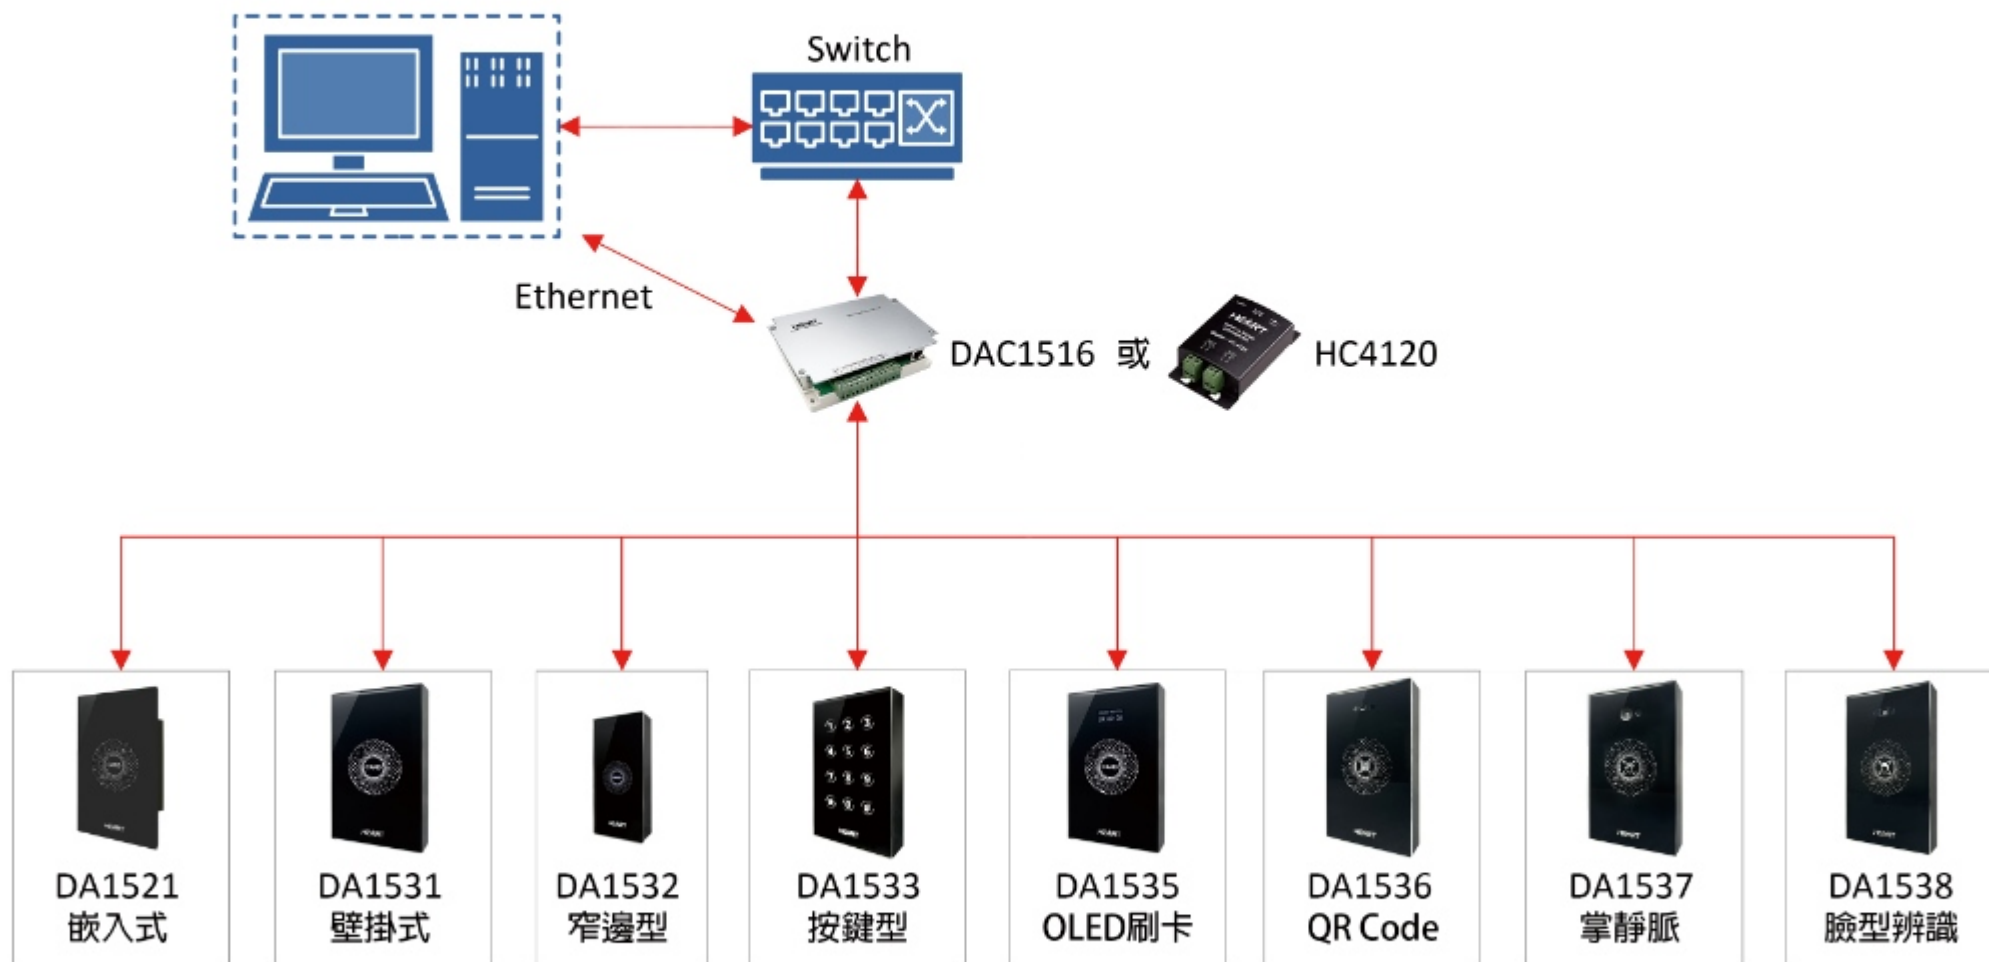 Switch
Ethernet
DAC1516 或 HC4120
DA1521
嵌入式
DA1531
壁掛式
DA1532
窄邊型
DA1533
按鍵型
DA1535
OLED刷卡
DA1536
QR Code
DA1537
掌靜脈
DA1538
臉型辨識